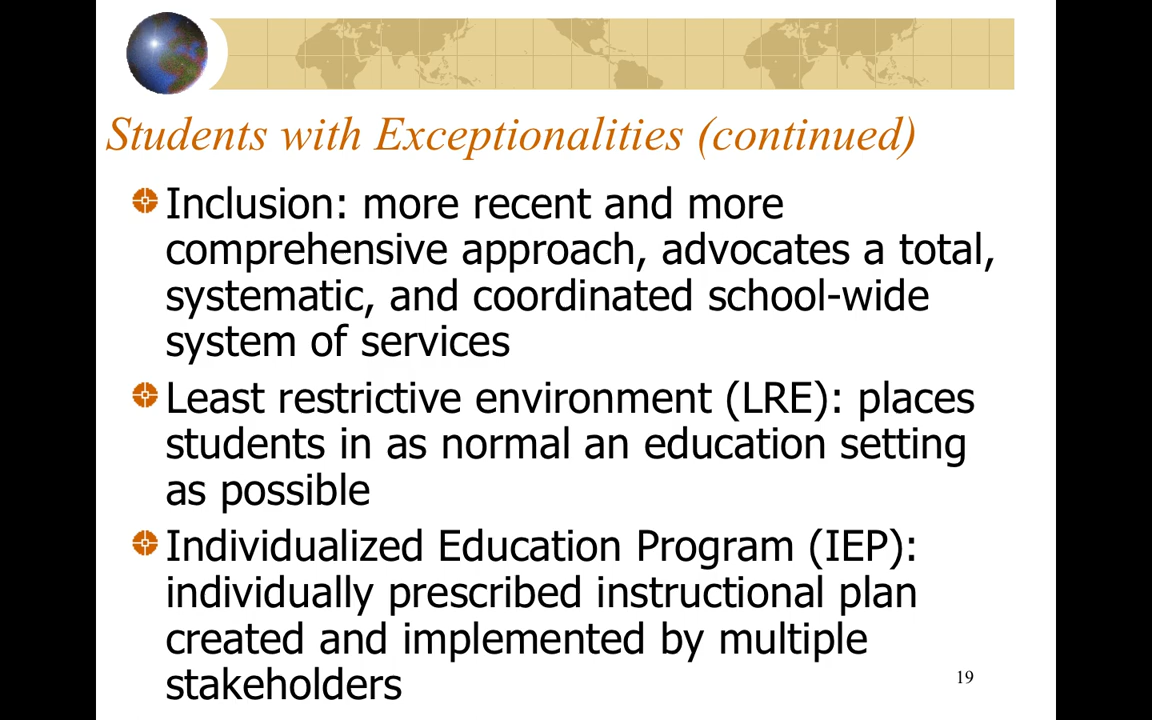 Students with Exceptionalities (continued)
Inclusion: more recent and more
comprehensive approach, advocates a total,
systematic, and coordinated school-wide
system of services
Least restrictive environment (LRE): places
students in as normal an education setting
as possible
Individualized Education Program (IEP):
individually prescribed instructional plan
created and implemented by multiple
stakeholders
19